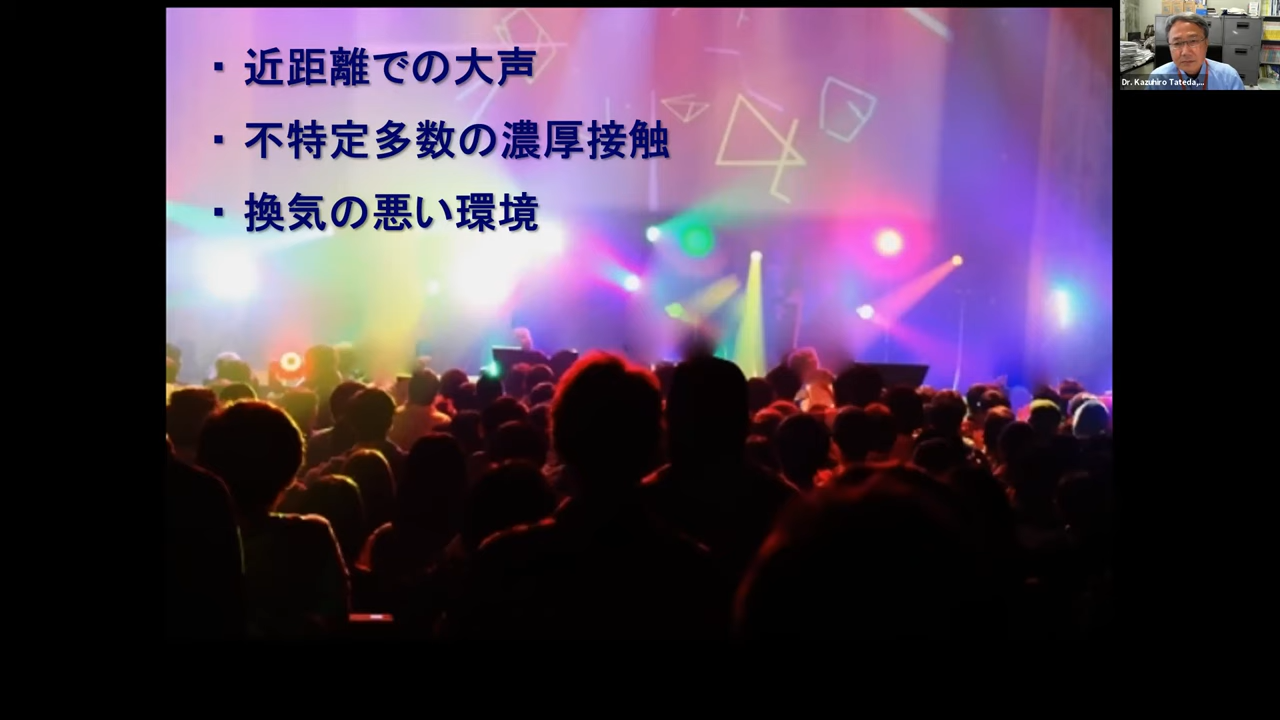 ・近距離での大声
・不特定多数の濃厚接触
・換気の悪い環境
Dr. Kazuhiro Tateda,...